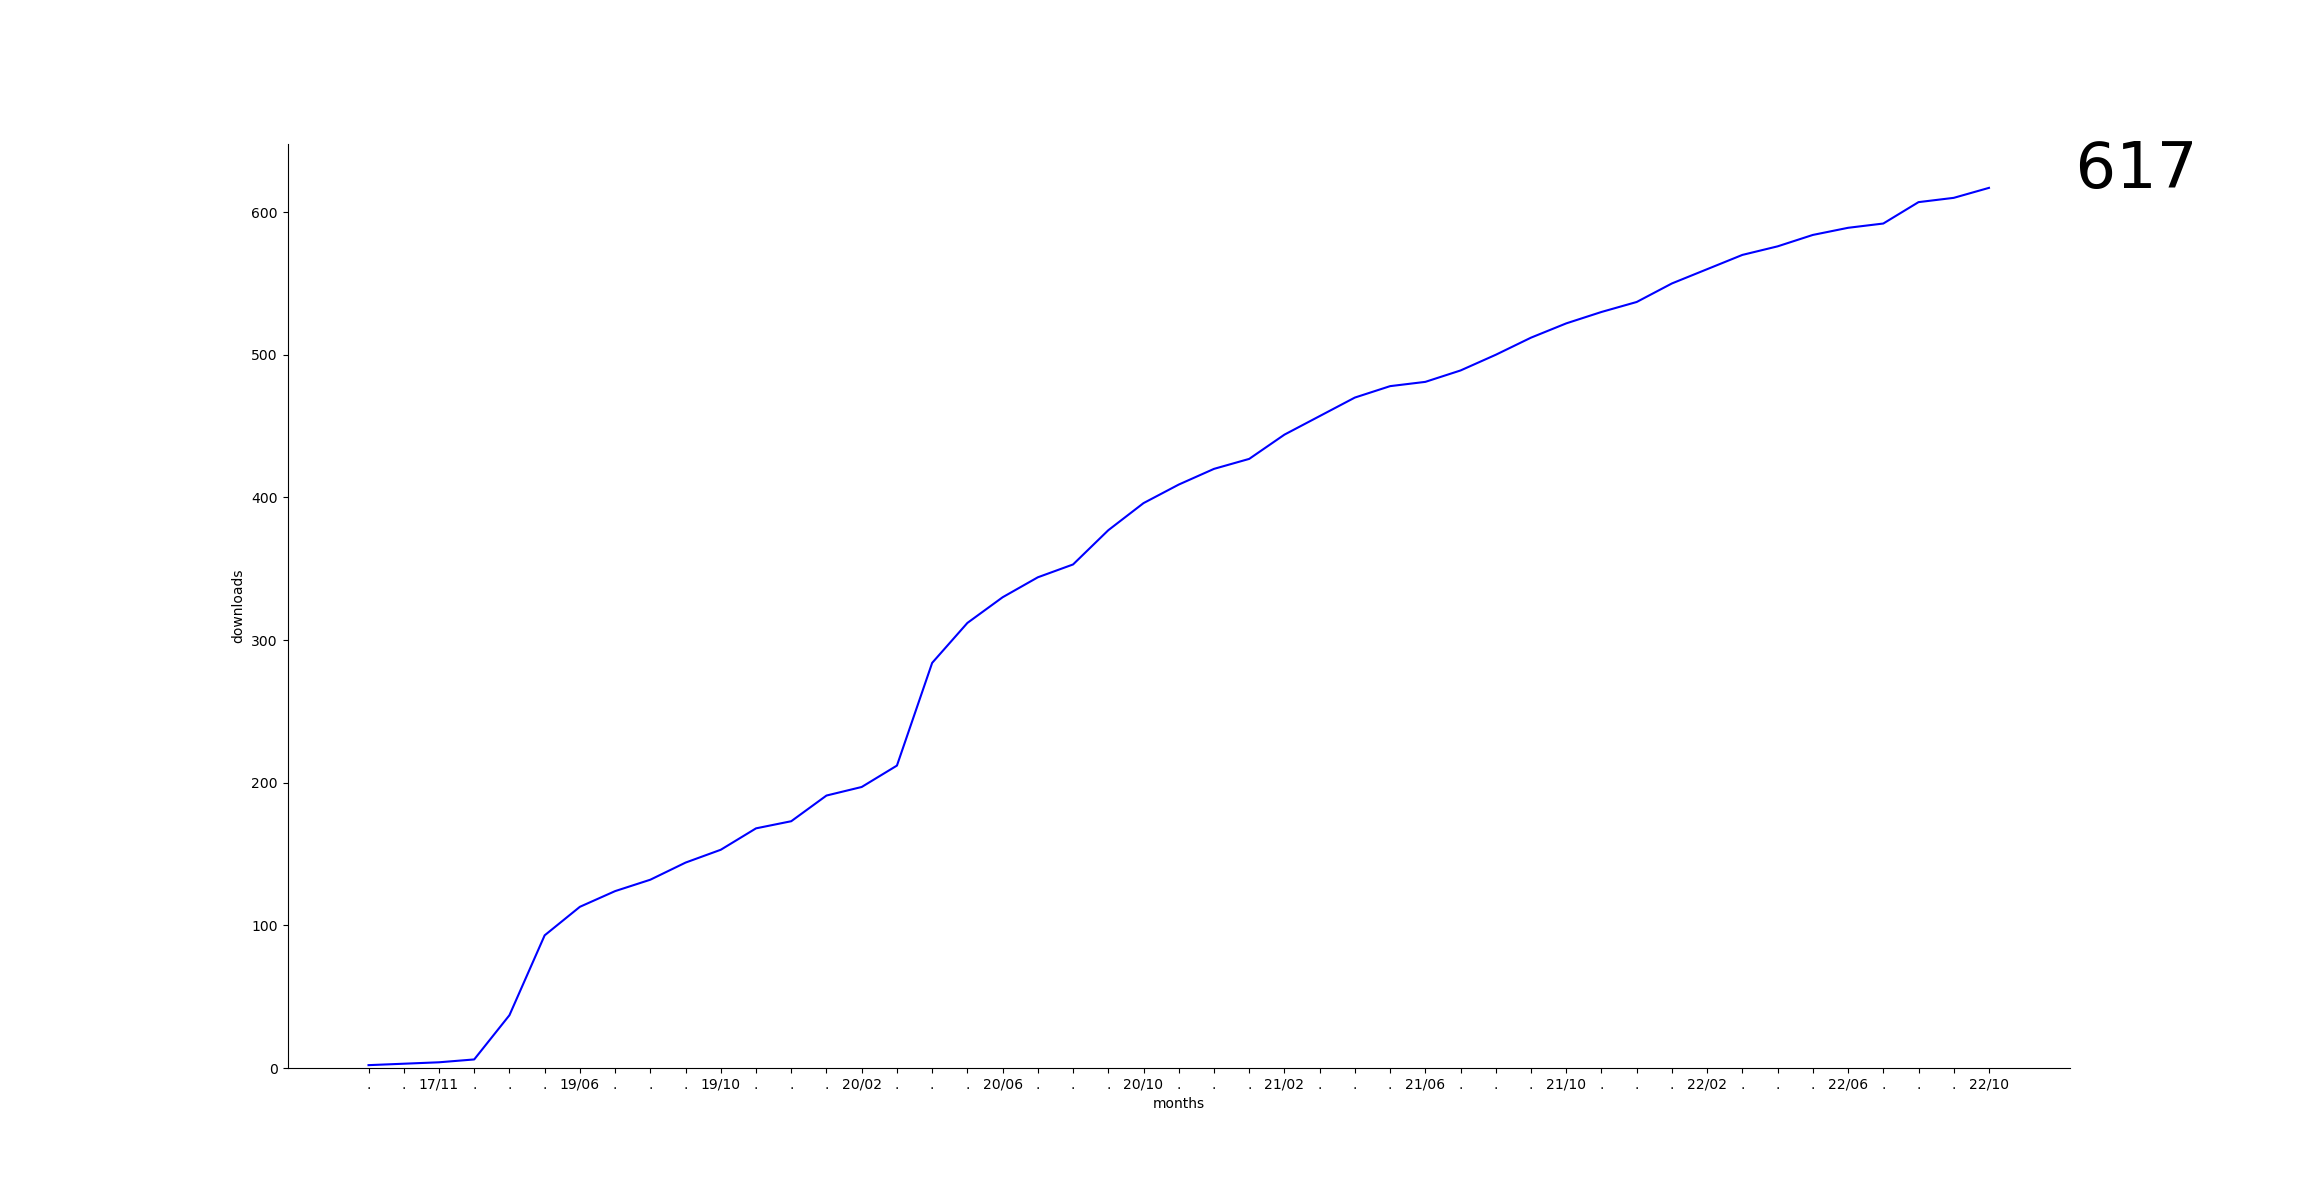 617
600
500
400
300
200
100
0
downloads
. . 17/11 . . . 19/06 . . . 19/10 . . . 20/02 . . . 20/06 . . . 20/10 . . . 21/02 . . . 21/06 . . . 21/10 . . . 22/02 . . . 22/06 . . . 22/10
months